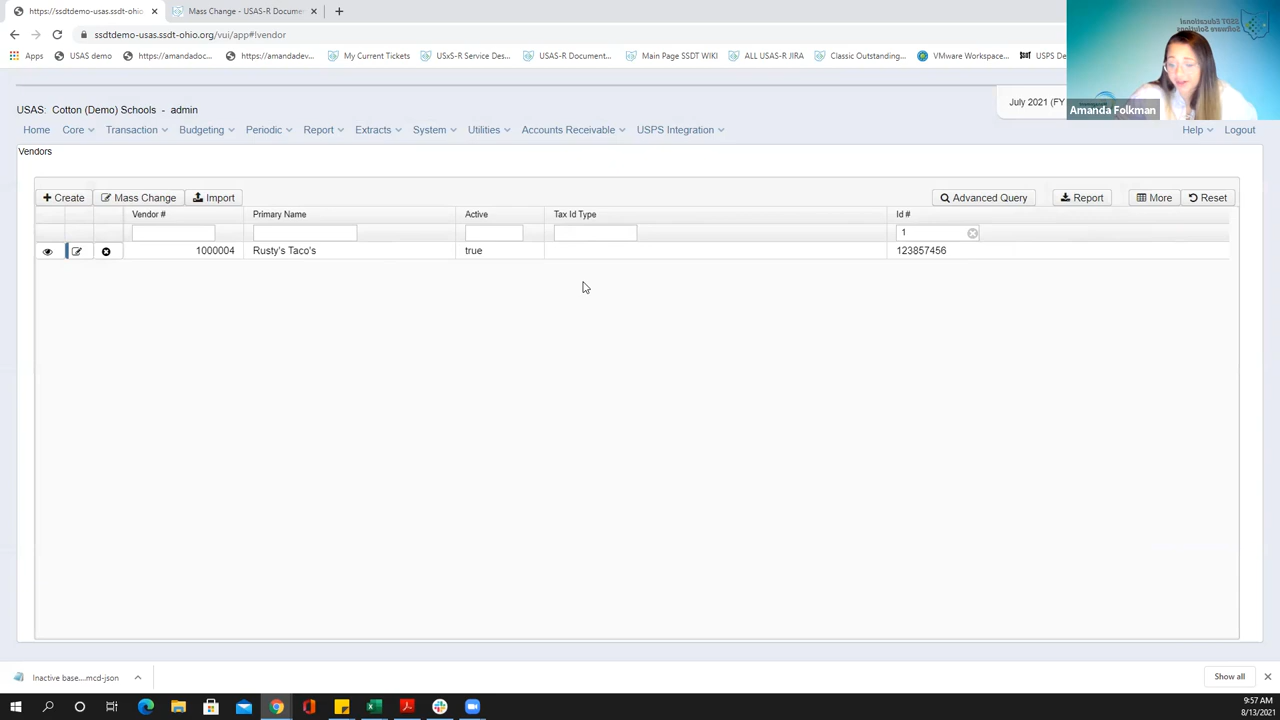 https://ssdtdemo-usas.ssdt-ohio
Mass Change - USAS-R Docume
ssdtdemo-usas.ssdt-ohio.org/vui/app#!vendor
Apps
USAS demo
https://amandadoc...
https://amandadev...
My Current Tickets
USxS-R Service Des...
USAS-R Document...
Main Page SSDT WIKI
ALL USAS-R JIRA
Classic Outstanding...
VMware Workspace...
USPS De
SSDT Educational
Software Solutions
Amanda Folkman
USAS: Cotton (Demo) Schools - admin
July 2021 (FY
Home
Core
Transaction
Budgeting
Periodic
Report
Extracts
System
Utilities
Accounts Receivable
USPS Integration
Help
Logout
Vendors
Create
Mass Change
Import
Advanced Query
Report
More
Reset
Vendor #
Primary Name
Active
Tax Id Type
Id #
1
1000004
Rusty's Taco's
true
123857456
Inactive base....mcd-json
Show all
9:57 AM
8/13/2021